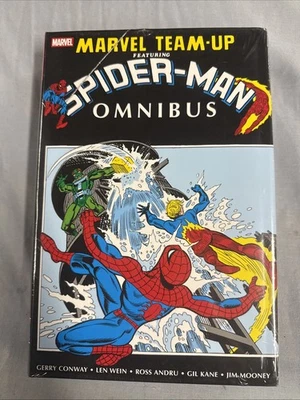 MARVEL
MARVEL TEAM-UP
FEATURING
SPIDER-MAN
OMNIBUS
GERRY CONWAY • LEN WEIN • ROSS ANDRU • GIL KANE • JIM MOONEY